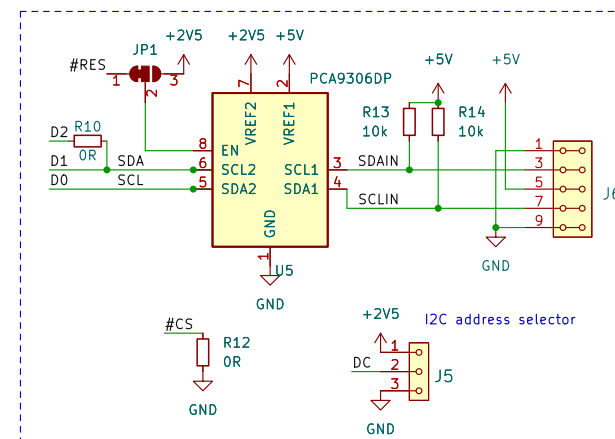 +2V5 +2V5 +5V
JP1
#RES 1 3
2
7 2
PCA9306DP
VREF2 VREF1
+5V +5V
D2 R10
0R
R13 R14
10k 10k
8 EN
D1 SDA 6 SCL2 SCL1 3 SDAIN
D0 SCL 5 SDA2 SDA1 4 SCLIN
GND
1
U5
GND
1
3
5
7
9
J6
GND
#CS
R12
0R
GND
+2V5 I2C address selector
1
DC 2
3
J5
GND